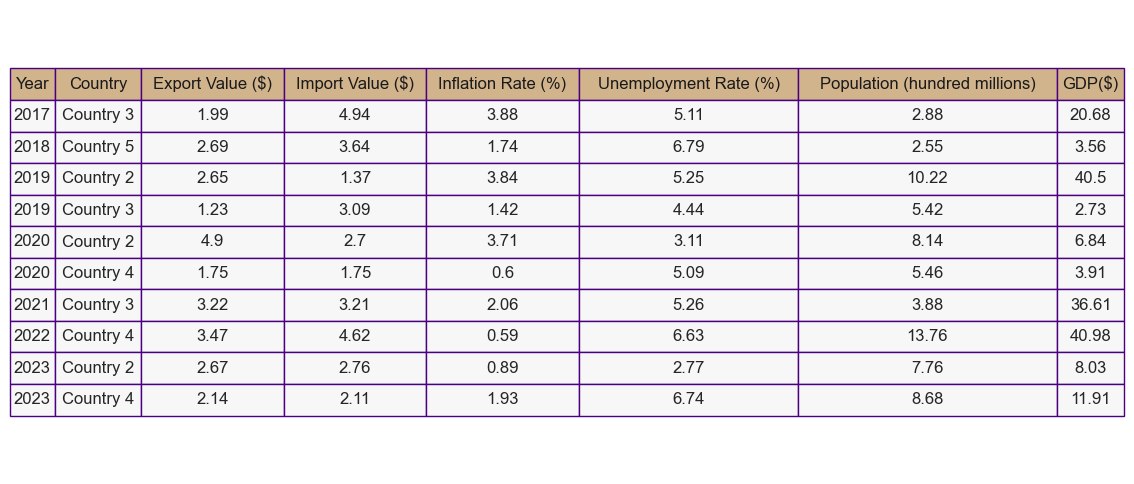 Year Country Export Value ($) Import Value ($) Inflation Rate (%) Unemployment Rate (%) Population (hundred millions) GDP($)
2017 Country 3 1.99 4.94 3.88 5.11 2.88 20.68
2018 Country 5 2.69 3.64 1.74 6.79 2.55 3.56
2019 Country 2 2.65 1.37 3.84 5.25 10.22 40.5
2019 Country 3 1.23 3.09 1.42 4.44 5.42 2.73
2020 Country 2 4.9 2.7 3.71 3.11 8.14 6.84
2020 Country 4 1.75 1.75 0.6 5.09 5.46 3.91
2021 Country 3 3.22 3.21 2.06 5.26 3.88 36.61
2022 Country 4 3.47 4.62 0.59 6.63 13.76 40.98
2023 Country 2 2.67 2.76 0.89 2.77 7.76 8.03
2023 Country 4 2.14 2.11 1.93 6.74 8.68 11.91